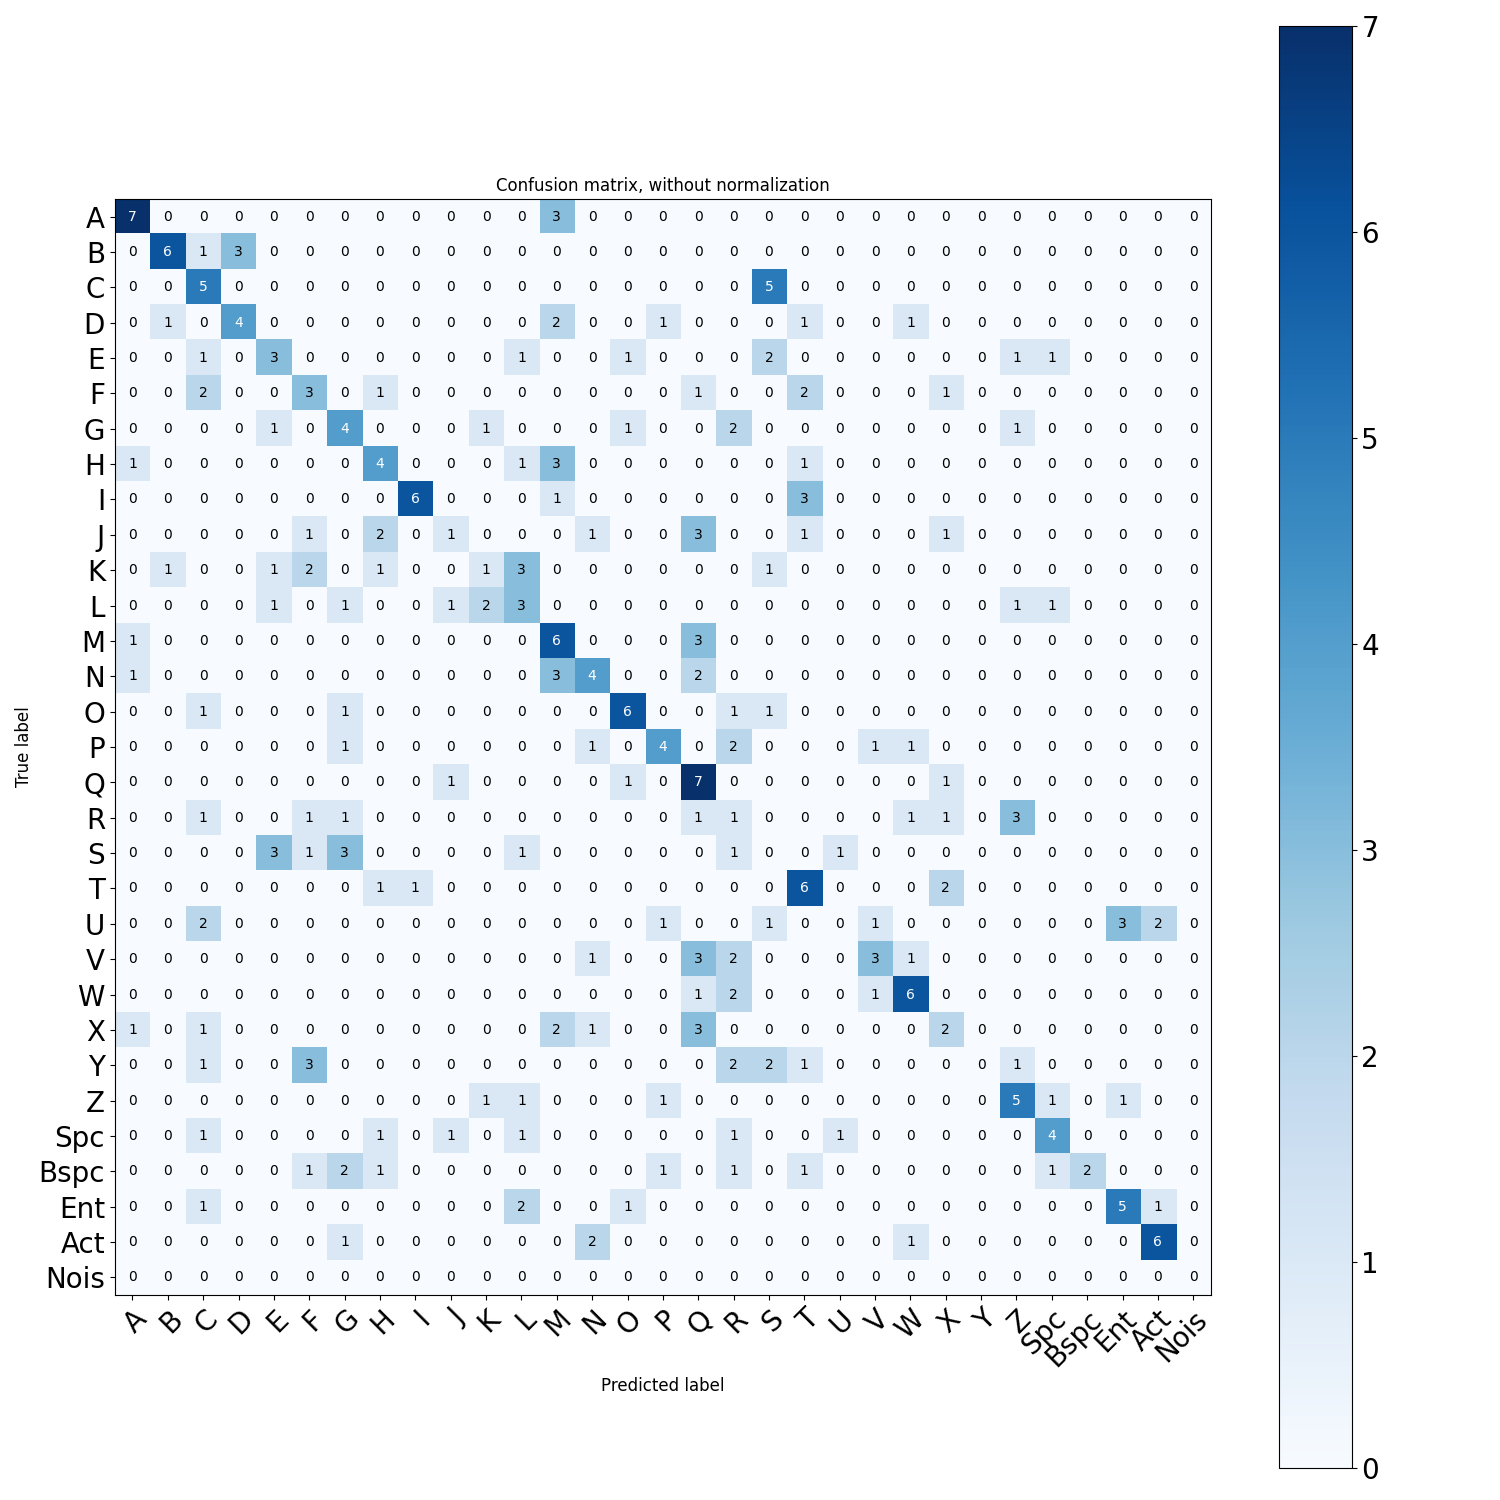 Confusion matrix, without normalization
A 7 0 0 0 0 0 0 0 0 0 0 0 3 0 0 0 0 0 0 0 0 0 0 0 0 0 0 0 0 0 0
B 0 6 1 3 0 0 0 0 0 0 0 0 0 0 0 0 0 0 0 0 0 0 0 0 0 0 0 0 0 0 0
C 0 0 5 0 0 0 0 0 0 0 0 0 0 0 0 0 0 0 5 0 0 0 0 0 0 0 0 0 0 0 0
D 0 1 0 4 0 0 0 0 0 0 0 0 2 0 0 1 0 0 0 1 0 0 1 0 0 0 0 0 0 0 0
E 0 0 1 0 3 0 0 0 0 0 0 1 0 0 1 0 0 0 2 0 0 0 0 0 0 1 1 0 0 0 0
F 0 0 2 0 0 3 0 1 0 0 0 0 0 0 0 0 1 0 0 2 0 0 0 1 0 0 0 0 0 0 0
G 0 0 0 0 1 0 4 0 0 0 1 0 0 0 1 0 0 2 0 0 0 0 0 0 0 1 0 0 0 0 0
H 1 0 0 0 0 0 0 4 0 0 0 1 3 0 0 0 0 0 0 1 0 0 0 0 0 0 0 0 0 0 0
I 0 0 0 0 0 0 0 0 6 0 0 0 1 0 0 0 0 0 0 3 0 0 0 0 0 0 0 0 0 0 0
J 0 0 0 0 0 1 0 2 0 1 0 0 0 1 0 0 3 0 0 1 0 0 0 1 0 0 0 0 0 0 0
K 0 1 0 0 1 2 0 1 0 0 1 3 0 0 0 0 0 0 1 0 0 0 0 0 0 0 0 0 0 0 0
L 0 0 0 0 1 0 1 0 0 1 2 3 0 0 0 0 0 0 0 0 0 0 0 0 0 1 1 0 0 0 0
M 1 0 0 0 0 0 0 0 0 0 0 0 6 0 0 0 3 0 0 0 0 0 0 0 0 0 0 0 0 0 0
N 1 0 0 0 0 0 0 0 0 0 0 0 3 4 0 0 2 0 0 0 0 0 0 0 0 0 0 0 0 0 0
O 0 0 1 0 0 0 1 0 0 0 0 0 0 0 6 0 0 1 1 0 0 0 0 0 0 0 0 0 0 0 0
P 0 0 0 0 0 0 1 0 0 0 0 0 0 1 0 4 0 2 0 0 0 1 1 0 0 0 0 0 0 0 0
Q 0 0 0 0 0 0 0 0 0 1 0 0 0 0 1 0 7 0 0 0 0 0 0 1 0 0 0 0 0 0 0
R 0 0 1 0 0 1 1 0 0 0 0 0 0 0 0 0 1 1 0 0 0 0 1 1 0 3 0 0 0 0 0
S 0 0 0 0 3 1 3 0 0 0 0 1 0 0 0 0 0 1 0 0 1 0 0 0 0 0 0 0 0 0 0
T 0 0 0 0 0 0 0 1 1 0 0 0 0 0 0 0 0 0 0 6 0 0 0 2 0 0 0 0 0 0 0
U 0 0 2 0 0 0 0 0 0 0 0 0 0 0 0 1 0 0 1 0 0 1 0 0 0 0 0 0 3 2 0
V 0 0 0 0 0 0 0 0 0 0 0 0 0 1 0 0 3 2 0 0 0 3 1 0 0 0 0 0 0 0 0
W 0 0 0 0 0 0 0 0 0 0 0 0 0 0 0 0 1 2 0 0 0 1 6 0 0 0 0 0 0 0 0
X 1 0 1 0 0 0 0 0 0 0 0 0 2 1 0 0 3 0 0 0 0 0 0 2 0 0 0 0 0 0 0
Y 0 0 1 0 0 3 0 0 0 0 0 0 0 0 0 0 0 2 2 1 0 0 0 0 0 1 0 0 0 0 0
Z 0 0 0 0 0 0 0 0 0 0 1 1 0 0 0 1 0 0 0 0 0 0 0 0 0 5 1 0 1 0 0
Spc 0 0 1 0 0 0 0 1 0 1 0 1 0 0 0 0 0 1 0 0 1 0 0 0 0 0 4 0 0 0 0
Bspc 0 0 0 0 0 1 2 1 0 0 0 0 0 0 0 1 0 1 0 1 0 0 0 0 0 0 1 2 0 0 0
Ent 0 0 1 0 0 0 0 0 0 0 0 2 0 0 1 0 0 0 0 0 0 0 0 0 0 0 0 0 5 1 0
Act 0 0 0 0 0 0 1 0 0 0 0 0 0 2 0 0 0 0 0 0 0 0 1 0 0 0 0 0 0 6 0
Nois 0 0 0 0 0 0 0 0 0 0 0 0 0 0 0 0 0 0 0 0 0 0 0 0 0 0 0 0 0 0 0
A B C D E F G H I J K L M N O P Q R S T U V W X Y Z Spc Bspc Ent Act Nois
Predicted label
True label
7
6
5
4
3
2
1
0